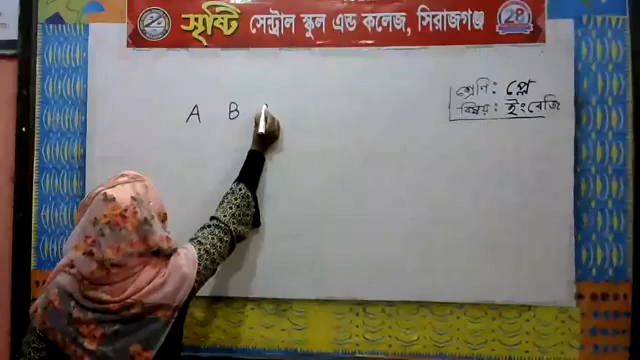 সৃষ্টি সেন্ট্রাল স্কুল এন্ড কলেজ, সিরাজগঞ্জ
শ্রেণি: প্লে
বিষয়: ইংরেজি
A B